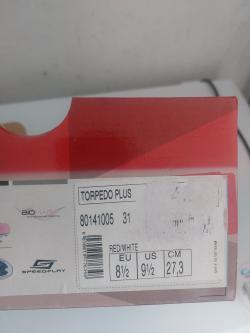 TORPEDO PLUS
80141005 31
RED/WHITE
EU US CM
8½ 9½ 27,3
SPEEDPLAY